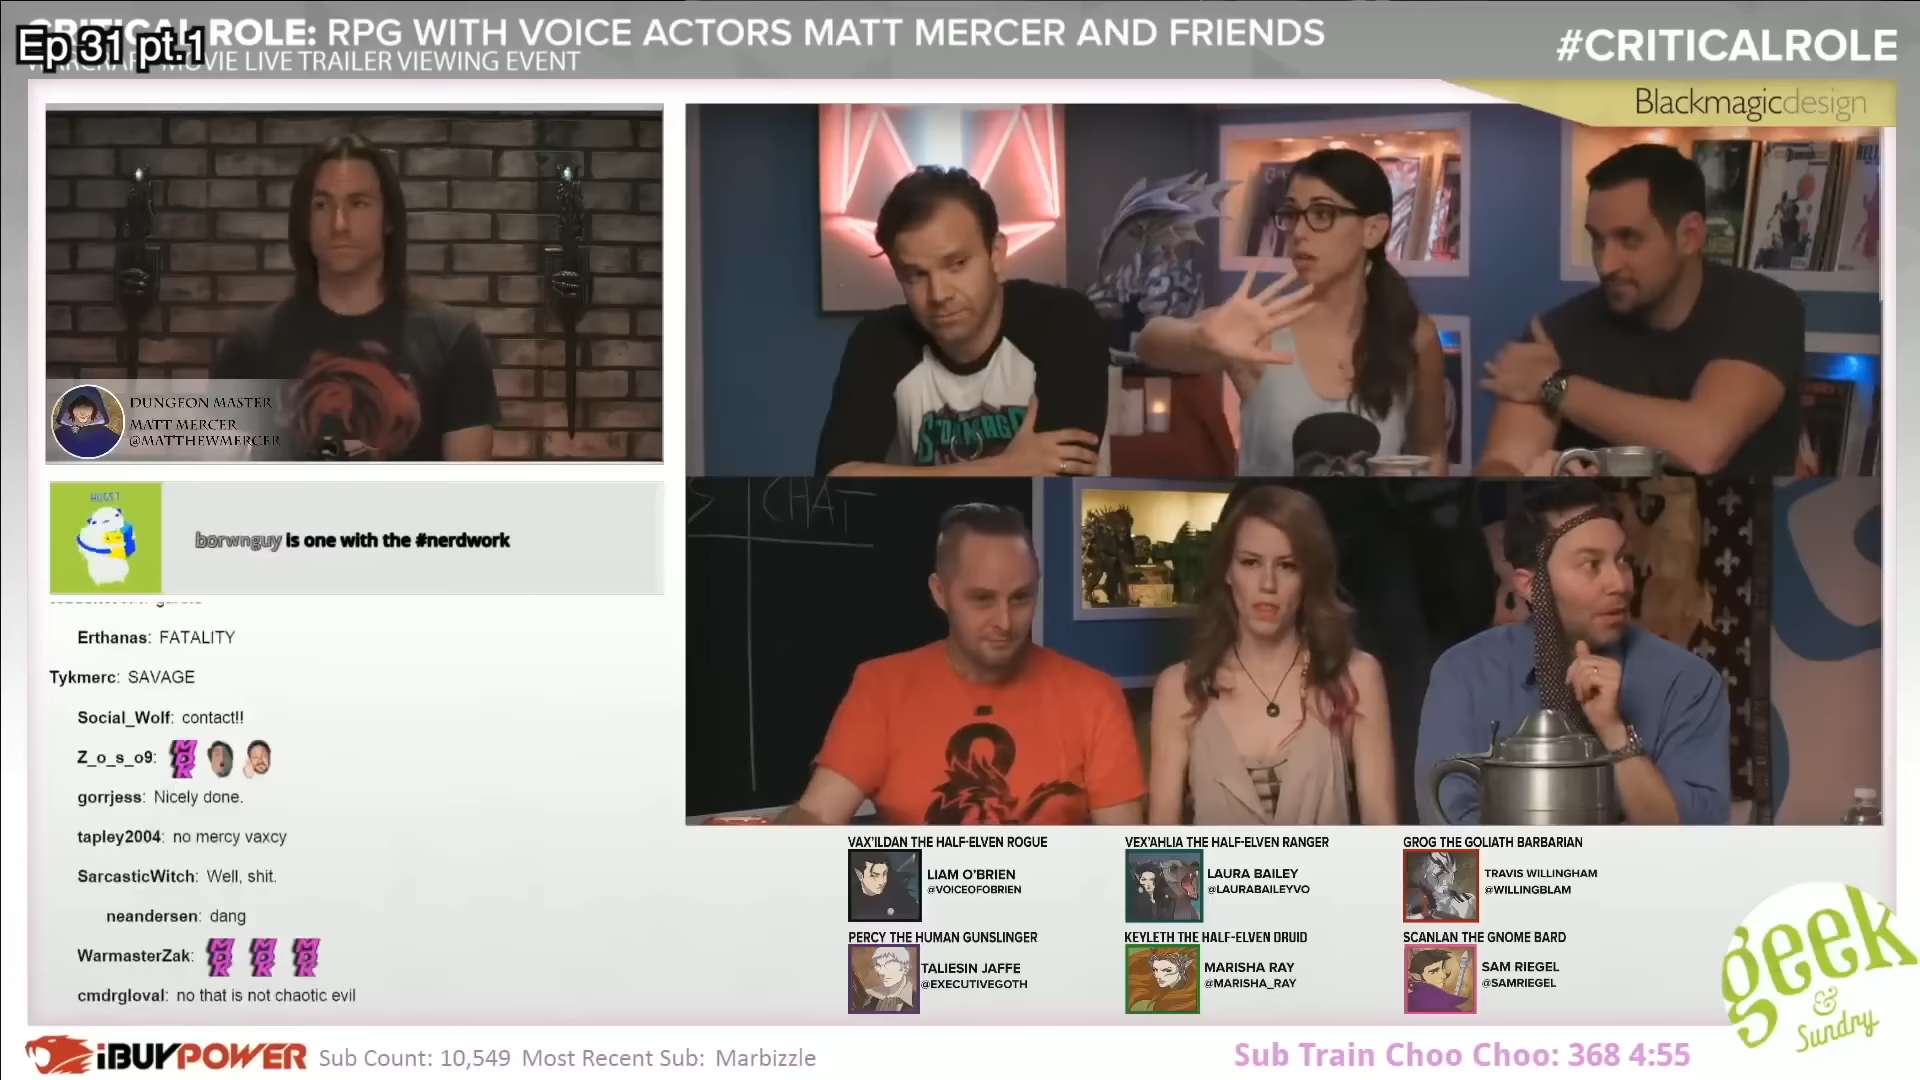 Ep 31 pt.1
CRITICAL ROLE: RPG WITH VOICE ACTORS MATT MERCER AND FRIENDS
WARCRAFT MOVIE LIVE TRAILER VIEWING EVENT
#CRITICALROLE
Blackmagicdesign
DUNGEON MASTER
MATT MERCER
@MATTHEWMERCER
HUGET
borwnguy is one with the #nerdwork
Erthanas: FATALITY
Tykmerc: SAVAGE
Social_Wolf: contact!!
Z_o_s_o9:
gorrjess: Nicely done.
tapley2004: no mercy vaxcy
SarcasticWitch: Well, shit.
neandersen: dang
WarmasterZak:
cmdrgloval: no that is not chaotic evil
CHAT
VAX'ILDAN THE HALF-ELVEN ROGUE
LIAM O'BRIEN
@VOICEOFOBRIEN
VEX'AHLIA THE HALF-ELVEN RANGER
LAURA BAILEY
@LAURABAILEYVO
GROG THE GOLIATH BARBARIAN
TRAVIS WILLINGHAM
@WILLINGBLAM
PERCY THE HUMAN GUNSLINGER
TALIESIN JAFFE
@EXECUTIVEGOTH
KEYLETH THE HALF-ELVEN DRUID
MARISHA RAY
@MARISHA_RAY
SCANLAN THE GNOME BARD
SAM RIEGEL
@SAMRIEGEL
geek
&
Sundry
iBUYPOWER
Sub Count: 10,549 Most Recent Sub: Marbizzle
Sub Train Choo Choo: 368 4:55